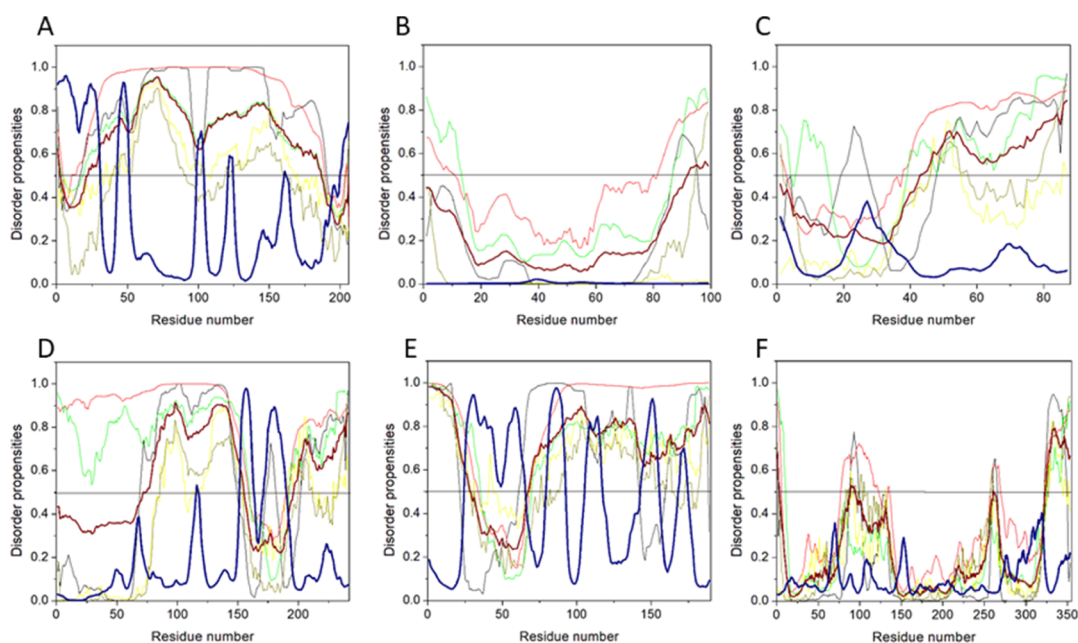 A
B
C
Disorder propensities
1.0
0.8
0.6
0.4
0.2
0.0
0 50 100 150 200
Residue number
Disorder propensities
1.0
0.8
0.6
0.4
0.2
0.0
0 20 40 60 80 100
Residue number
Disorder propensities
1.0
0.8
0.6
0.4
0.2
0.0
0 20 40 60 80
Residue number
D
E
F
Disorder propensities
1.0
0.8
0.6
0.4
0.2
0.0
0 50 100 150 200
Residue number
Disorder propensities
1.0
0.8
0.6
0.4
0.2
0.0
0 50 100 150
Residue number
Disorder propensities
1.0
0.8
0.6
0.4
0.2
0.0
0 50 100 150 200 250 300 350
Residue number